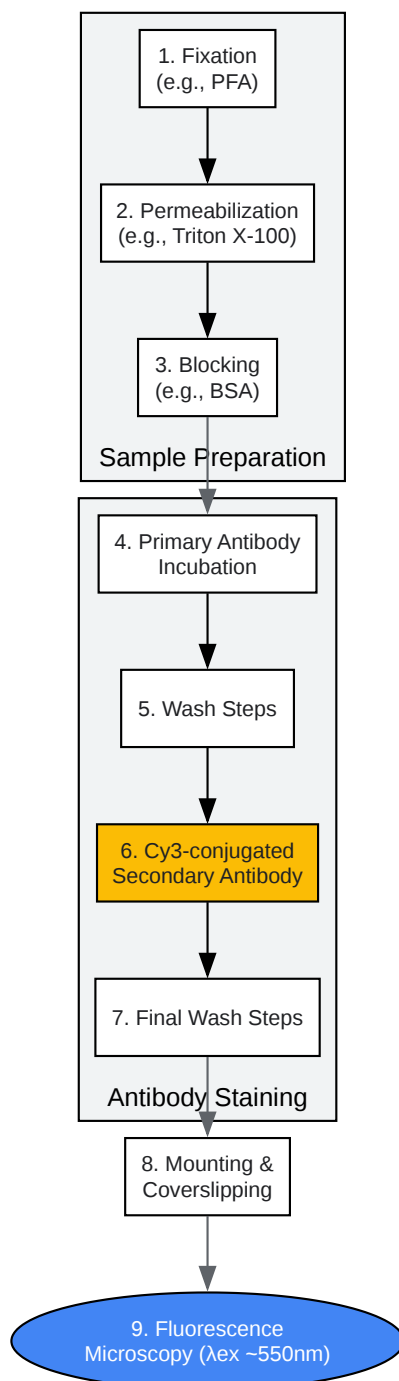 1. Fixation
(e.g., PFA)
2. Permeabilization
(e.g., Triton X-100)
3. Blocking
(e.g., BSA)
Sample Preparation
4. Primary Antibody
Incubation
5. Wash Steps
6. Cy3-conjugated
Secondary Antibody
7. Final Wash Steps
Antibody Staining
8. Mounting &
Coverslipping
9. Fluorescence
Microscopy (λex ~550nm)